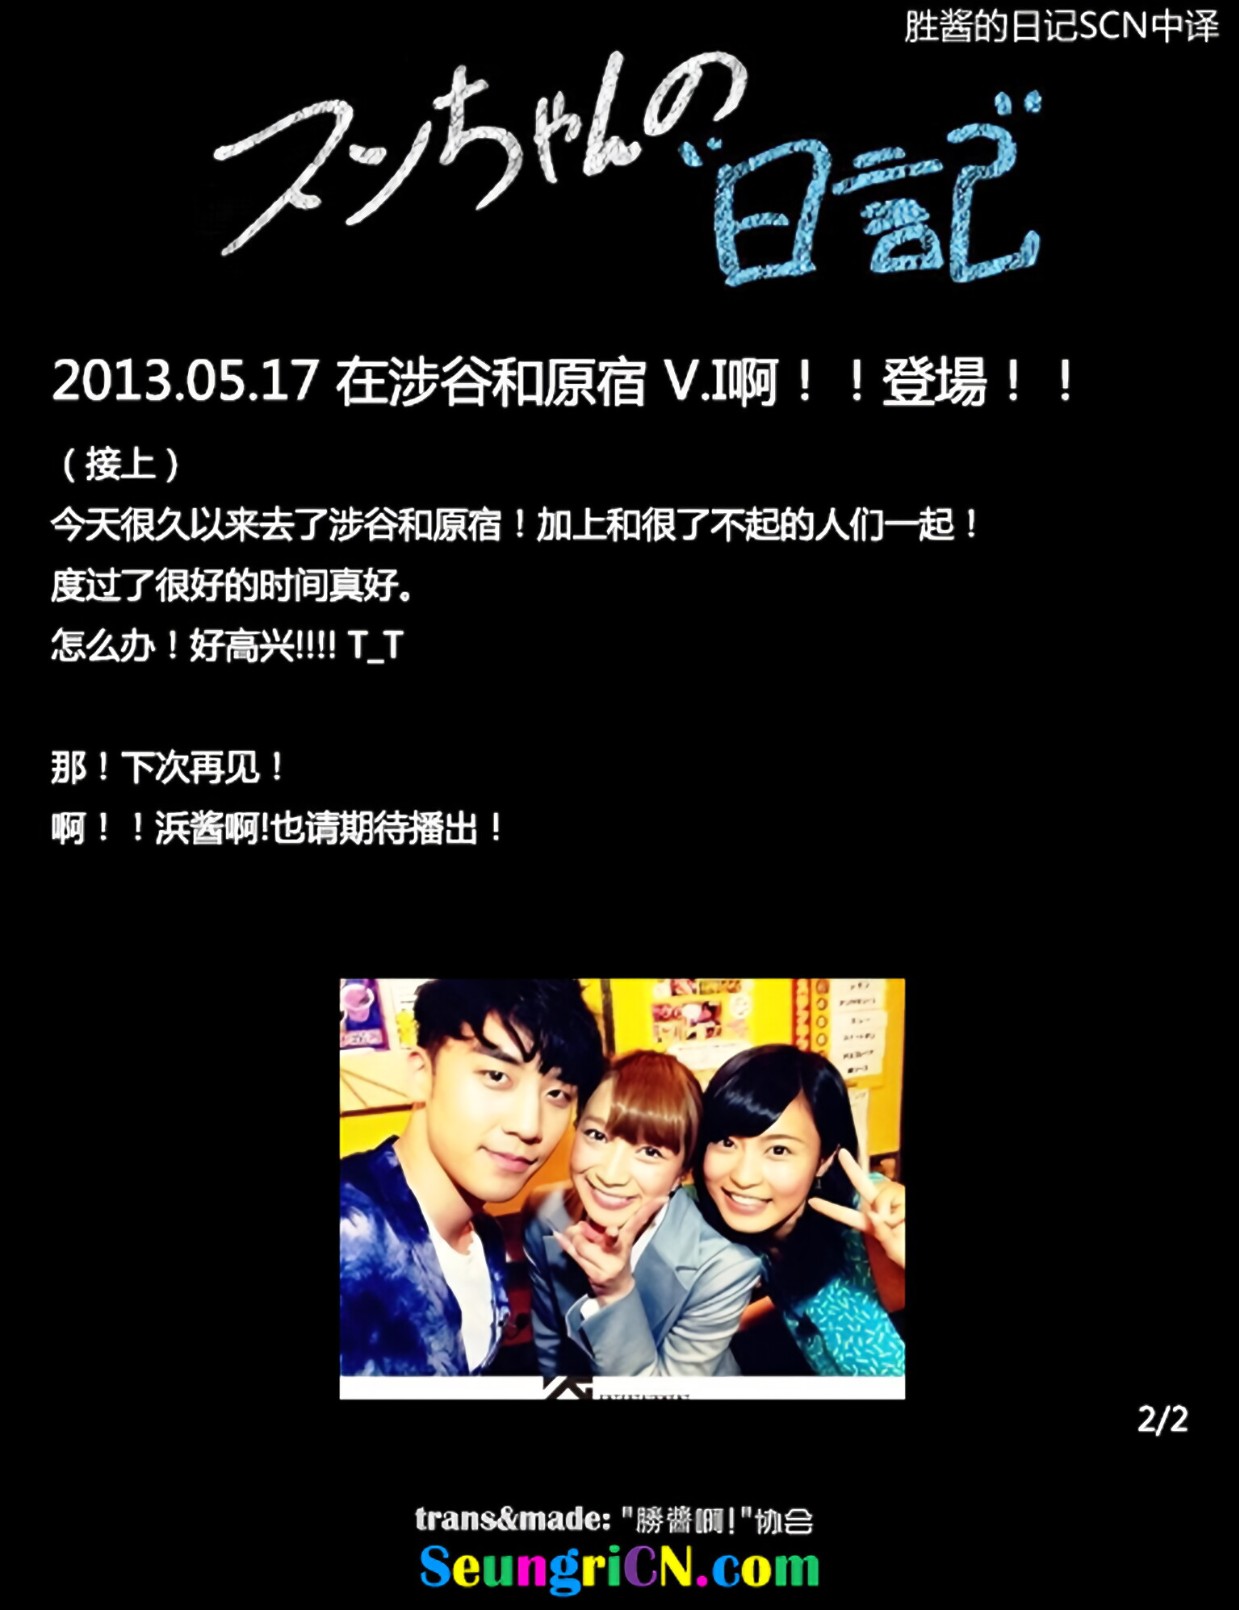 胜酱的日记SCN中译
スンちゃんの
"日記"
2013.05.17 在涉谷和原宿 V.I啊！！登場！！
（接上）
今天很久以来去了涉谷和原宿！加上和很了不起的人们一起！
度过了很好的时间真好。
怎么办！好高兴!!!! T_T
那！下次再见！
啊！！浜酱啊!也请期待播出！
2/2
trans&made: "勝醬啊!"协会
SeungriCN.com